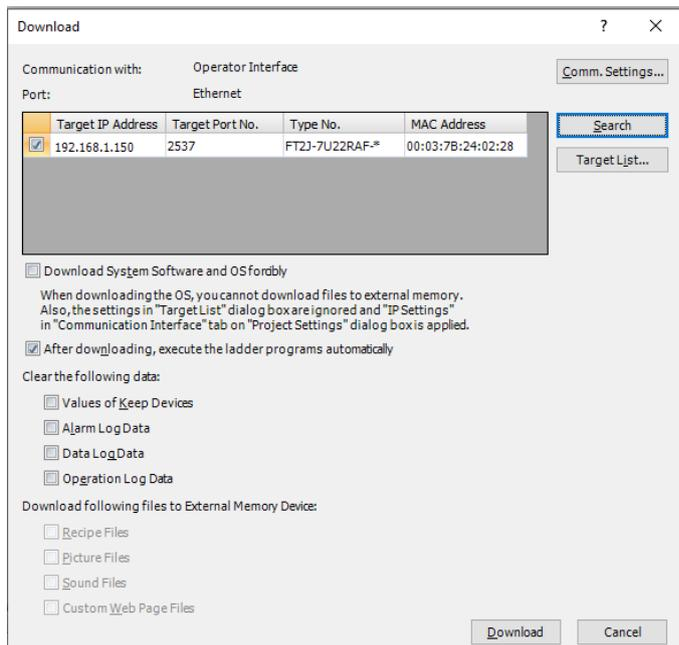 Download
? X
Communication with: Operator Interface
Comm. Settings...
Port: Ethernet
Target IP Address Target Port No. Type No. MAC Address
Search
192.168.1.150 2537 FT2J-7U22RAF-* 00:03:7B:24:02:28
Target List...
Download System Software and OS forcibly
When downloading the OS, you cannot download files to external memory.
Also, the settings in "Target List" dialog box are ignored and "IP Settings"
in "Communication Interface" tab on "Project Settings" dialog box is applied.
After downloading, execute the ladder programs automatically
Clear the following data:
Values of Keep Devices
Alarm Log Data
Data Log Data
Operation Log Data
Download following files to External Memory Device:
Recipe Files
Picture Files
Sound Files
Custom Web Page Files
Download Cancel